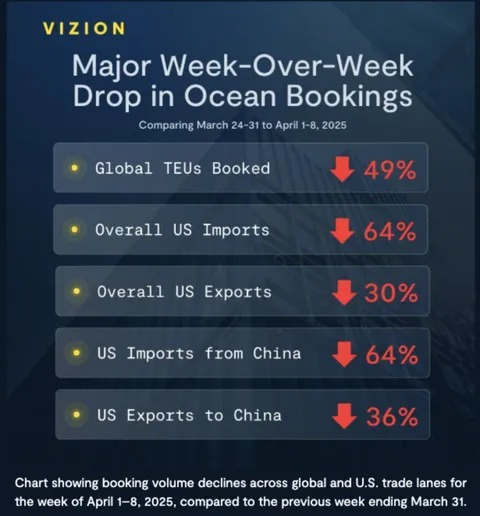 VIZION
Major Week-Over-Week
Drop in Ocean Bookings
Comparing March 24-31 to April 1-8, 2025
Global TEUs Booked 49%
Overall US Imports 64%
Overall US Exports 30%
US Imports from China 64%
US Exports to China 36%
Chart showing booking volume declines across global and U.S. trade lanes for
the week of April 1–8, 2025, compared to the previous week ending March 31.